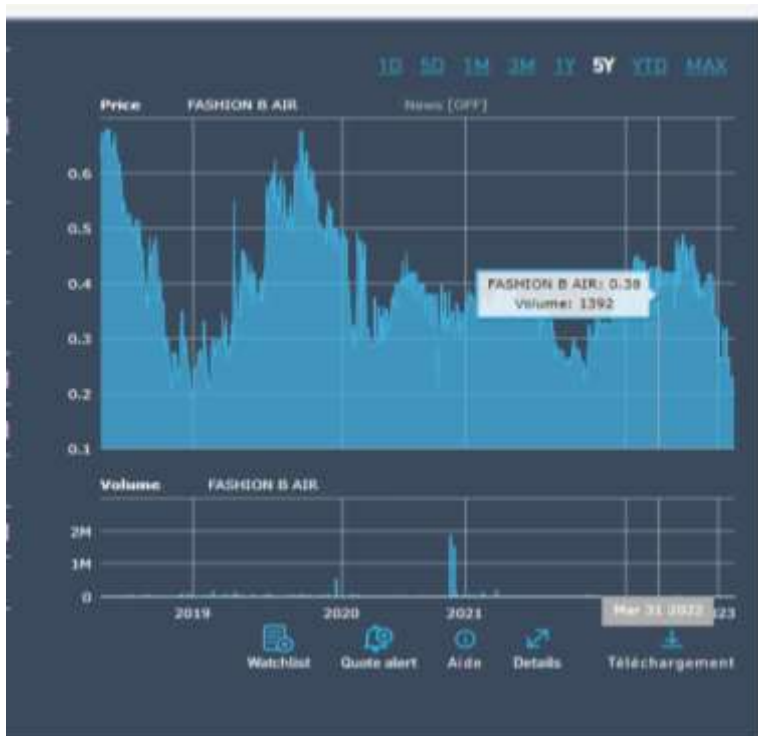 1D 5D 1M 3M 1Y 5Y YTD MAX
Price FASHION B AIR News [OFF]
0.6
0.5
0.4
FASHION B AIR: 0.38
Volume: 1392
0.3
0.2
0.1
Volume FASHION B AIR
2M
1M
0
2019 2020 2021 Mar 31 2022 23
Watchlist Quote alert Aide Details Téléchargement